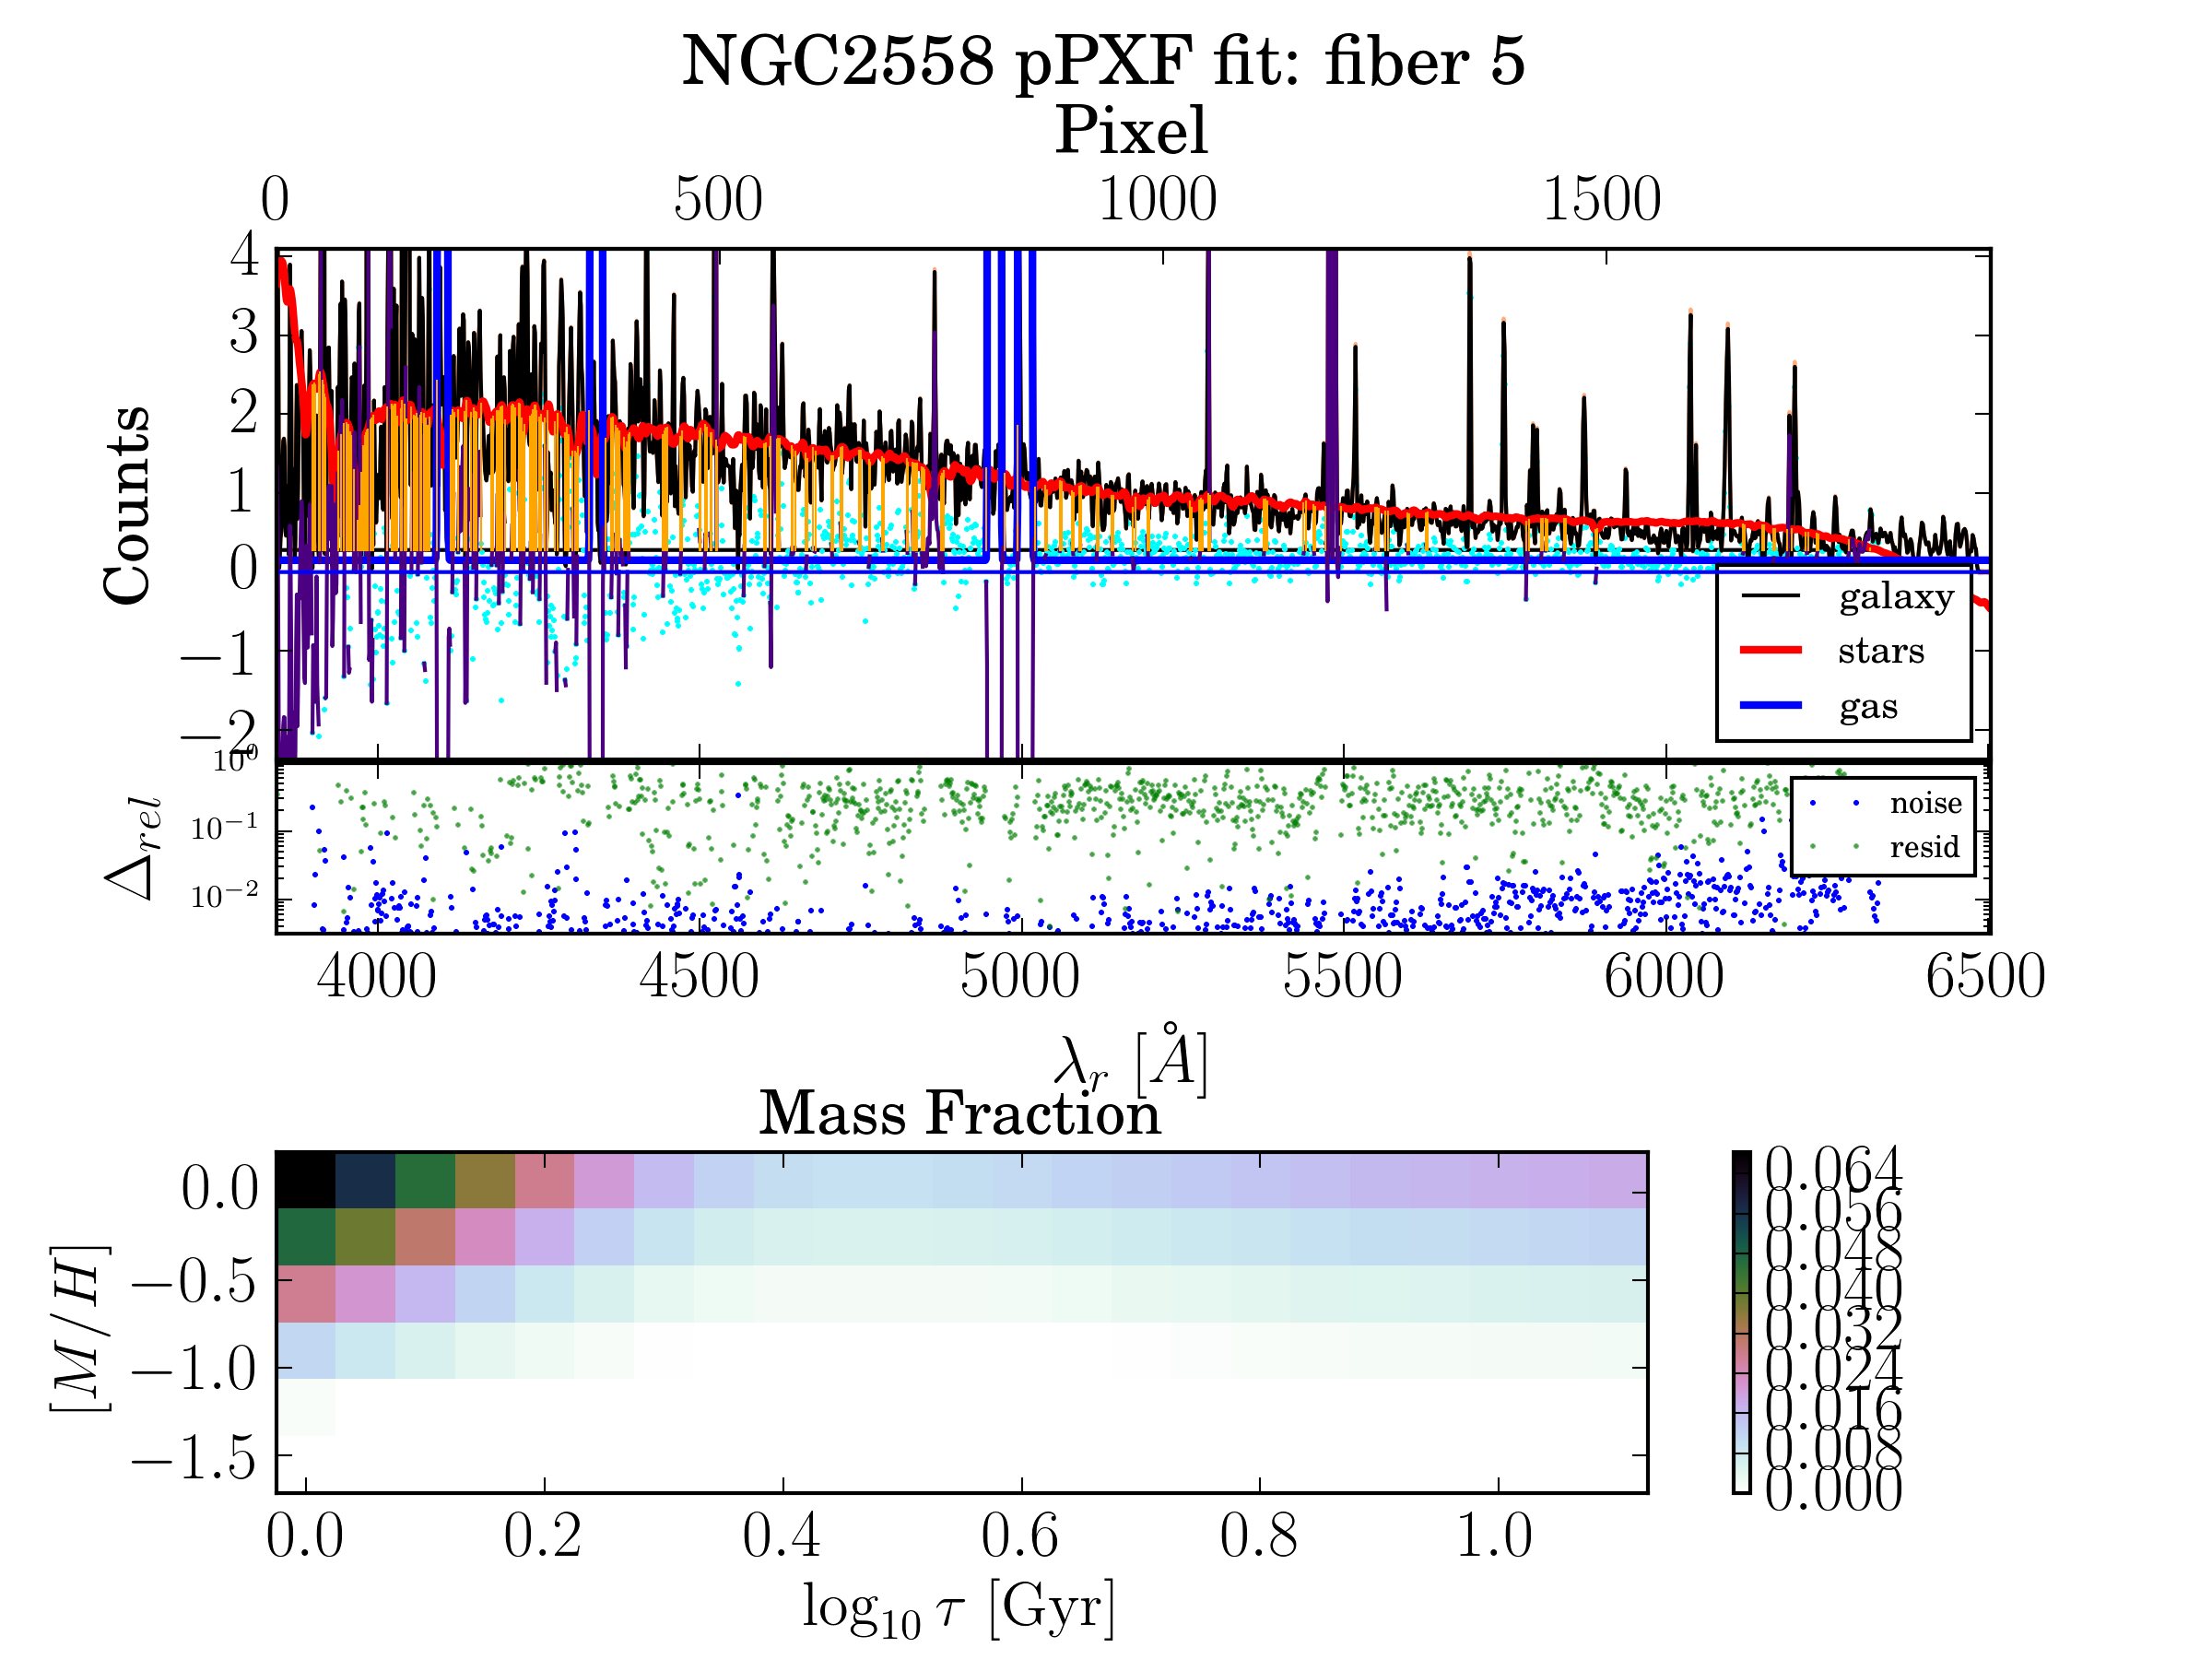 NGC2558 pPXF fit: fiber 5
Pixel
0 500 1000 1500
4
3
2
1
0
−1
−2
Counts
galaxy
stars
gas
10⁰
10⁻¹
10⁻²
Δ_rel
noise
resid
4000 4500 5000 5500 6000 6500
λ_r [Å]
Mass Fraction
0.0
−0.5
−1.0
−1.5
[M/H]
0.0 0.2 0.4 0.6 0.8 1.0
log₁₀ τ [Gyr]
0.064
0.056
0.048
0.040
0.032
0.024
0.016
0.008
0.000